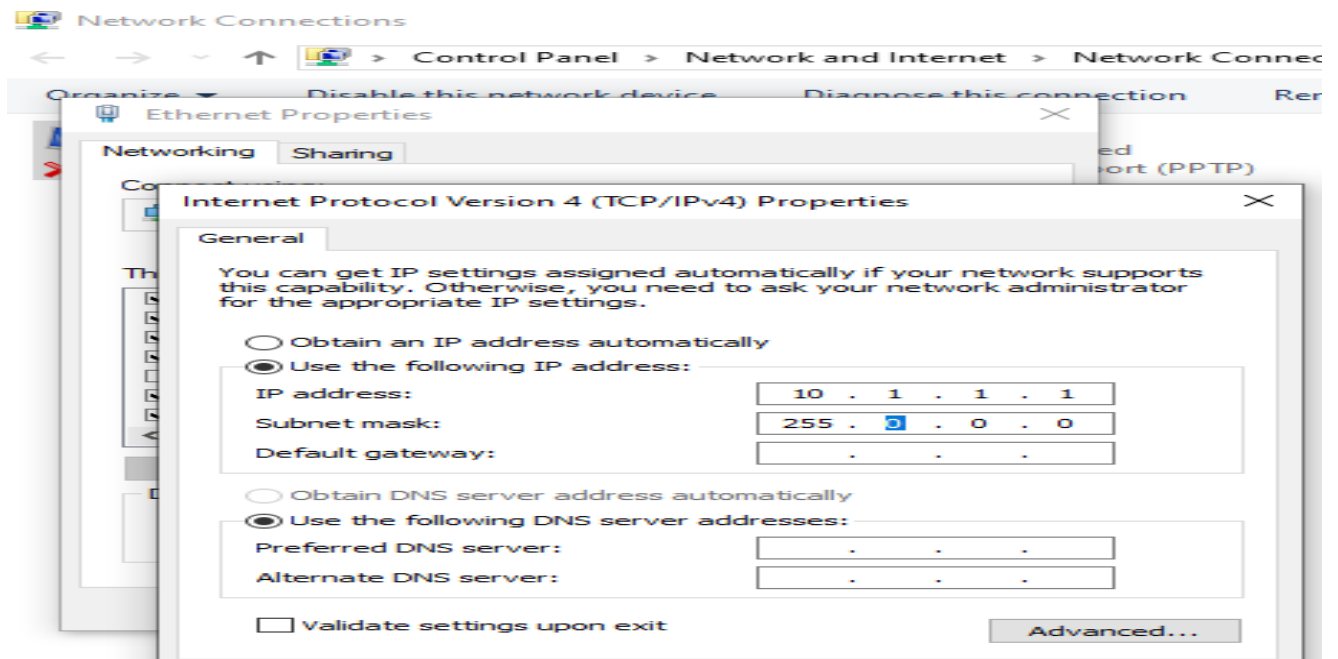 Network Connections
Control Panel > Network and Internet > Network Connec
Organize Disable this network device Diagnose this connection Ren
Ethernet Properties
Networking Sharing
ed
port (PPTP)
Internet Protocol Version 4 (TCP/IPv4) Properties
General
Th
You can get IP settings assigned automatically if your network supports
this capability. Otherwise, you need to ask your network administrator
for the appropriate IP settings.
Obtain an IP address automatically
Use the following IP address:
IP address: 10 . 1 . 1 . 1
Subnet mask: 255 . 0 . 0 . 0
Default gateway: . . .
Obtain DNS server address automatically
Use the following DNS server addresses:
Preferred DNS server: . . .
Alternate DNS server: . . .
Validate settings upon exit
Advanced...